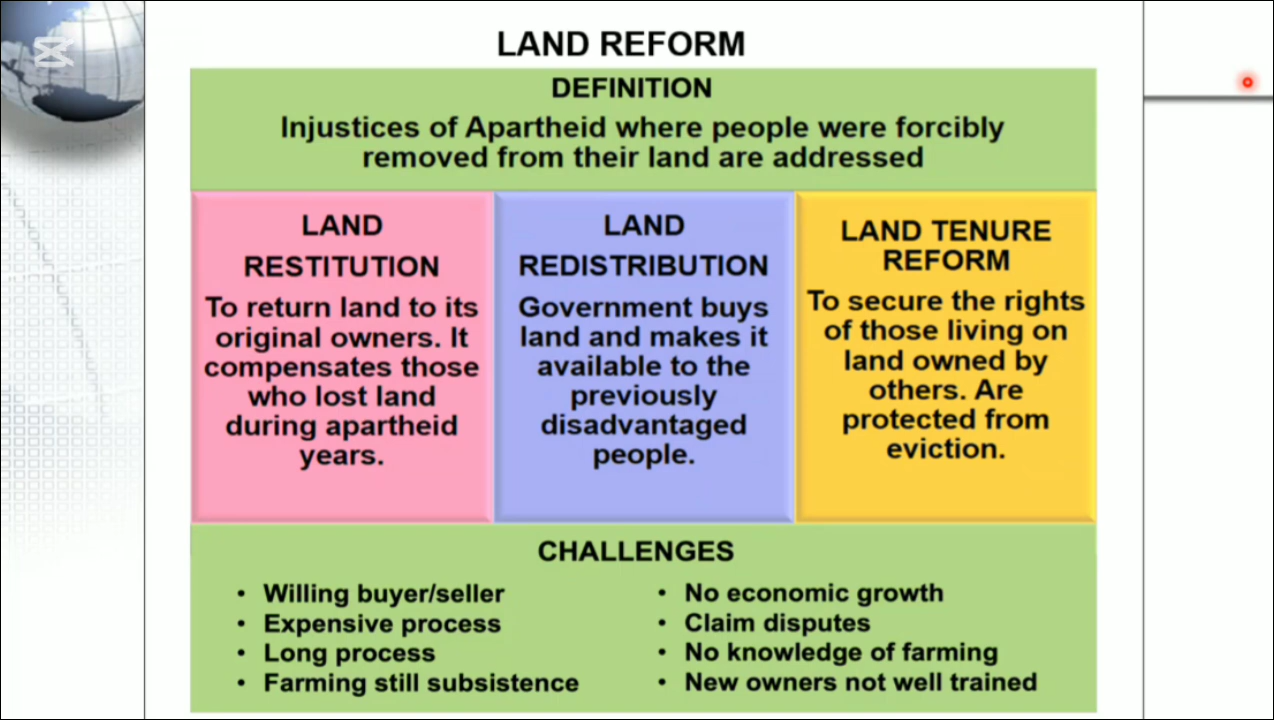 LAND REFORM
DEFINITION
Injustices of Apartheid where people were forcibly
removed from their land are addressed
LAND
RESTITUTION
To return land to its
original owners. It
compensates those
who lost land
during apartheid
years.
LAND
REDISTRIBUTION
Government buys
land and makes it
available to the
previously
disadvantaged
people.
LAND TENURE
REFORM
To secure the rights
of those living on
land owned by
others. Are
protected from
eviction.
CHALLENGES
• Willing buyer/seller
• Expensive process
• Long process
• Farming still subsistence
• No economic growth
• Claim disputes
• No knowledge of farming
• New owners not well trained